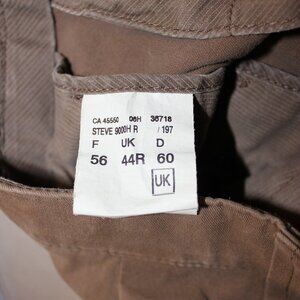 CA 45550 06H 36718
STEVE 9000H R / 197
F UK D
56 44R 60
UK